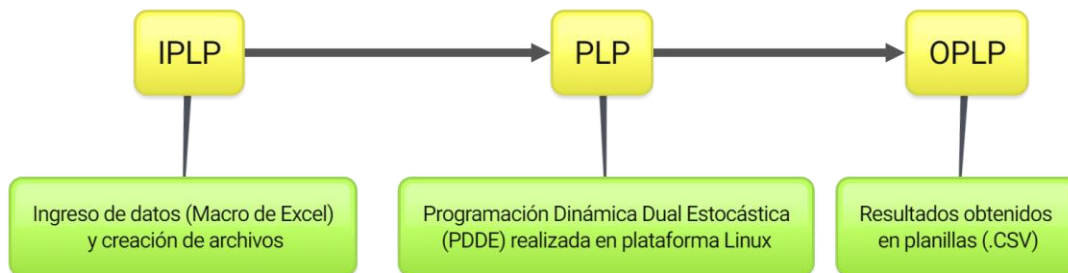 IPLP
PLP
OPLP
Ingreso de datos (Macro de Excel)
y creación de archivos
Programación Dinámica Dual Estocástica
(PDDE) realizada en plataforma Linux
Resultados obtenidos
en planillas (.CSV)